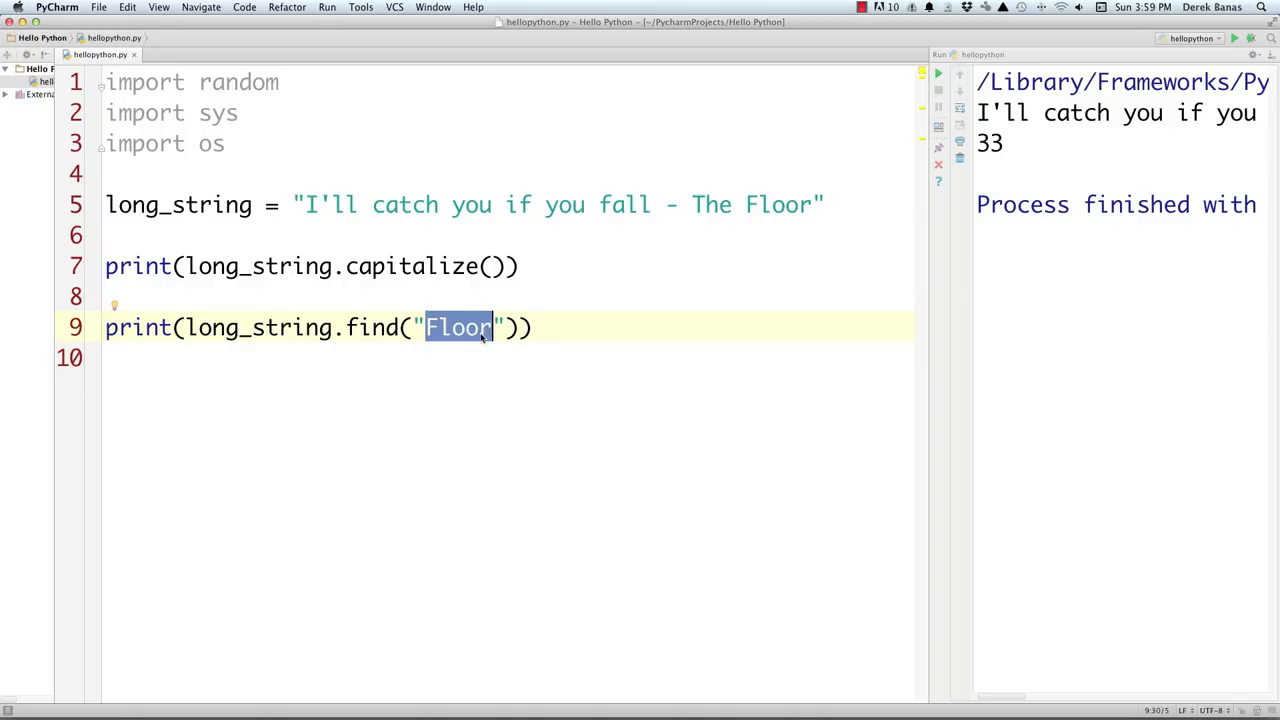 PyCharm File Edit View Navigate Code Refactor Run Tools VCS Window Help 10 Sun 3:59 PM Derek Banas
hellopython.py – Hello Python – [~/PycharmProjects/Hello Python]
Hello Python hellopython.py hellopython
hellopython.py × Run hellopython
Hello P
hell
Externa
1 import random
2 import sys
3 import os
4
5 long_string = "I'll catch you if you fall - The Floor"
6
7 print(long_string.capitalize())
8
9 print(long_string.find("Floor"))
10
/Library/Frameworks/Py
I'll catch you if you
33
Process finished with
9:30/5 LF UTF-8